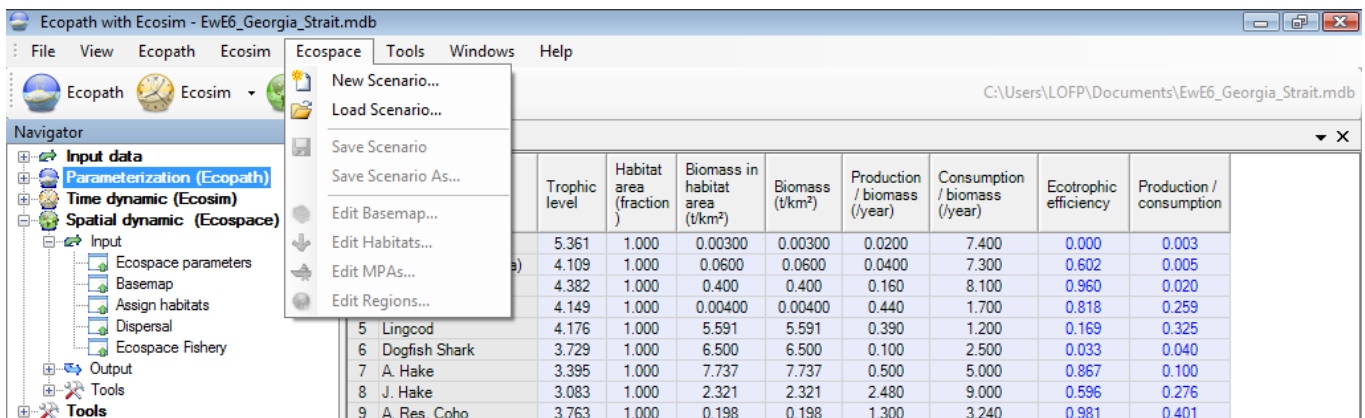 Ecopath with Ecosim - EwE6_Georgia_Strait.mdb
File View Ecopath Ecosim Ecospace Tools Windows Help
Ecopath Ecosim C:\Users\LOFP\Documents\EwE6_Georgia_Strait.mdb
New Scenario...
Load Scenario...
Save Scenario
Save Scenario As...
Edit Basemap...
Edit Habitats...
Edit MPAs...
Edit Regions...
Navigator
Input data
Parameterization (Ecopath)
Time dynamic (Ecosim)
Spatial dynamic (Ecospace)
Input
Ecospace parameters
Basemap
Assign habitats
Dispersal
Ecospace Fishery
Output
Tools
Tools
Trophic level
Habitat area (fraction)
Biomass in habitat area (t/km²)
Biomass (t/km²)
Production / biomass (/year)
Consumption / biomass (/year)
Ecotrophic efficiency
Production / consumption
5.361 1.000 0.00300 0.00300 0.0200 7.400 0.000 0.003
a) 4.109 1.000 0.0600 0.0600 0.0400 7.300 0.602 0.005
4.382 1.000 0.400 0.400 0.160 8.100 0.960 0.020
4.149 1.000 0.00400 0.00400 0.440 1.700 0.818 0.259
5 Lingcod 4.176 1.000 5.591 5.591 0.390 1.200 0.169 0.325
6 Dogfish Shark 3.729 1.000 6.500 6.500 0.100 2.500 0.033 0.040
7 A. Hake 3.395 1.000 7.737 7.737 0.500 5.000 0.867 0.100
8 J. Hake 3.083 1.000 2.321 2.321 2.480 9.000 0.596 0.276
9 A. Res. Coho 3.763 1.000 0.198 0.198 1.300 3.240 0.981 0.401